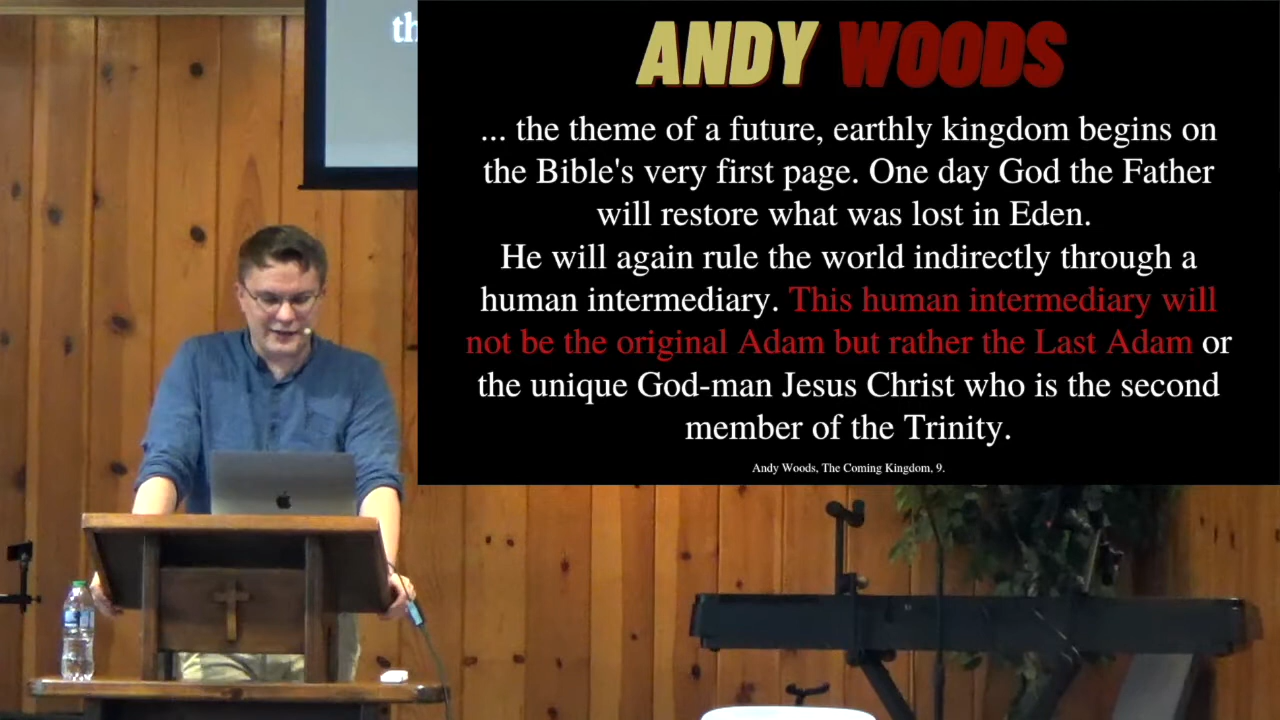 th
ANDY WOODS
... the theme of a future, earthly kingdom begins on
the Bible's very first page. One day God the Father
will restore what was lost in Eden.
He will again rule the world indirectly through a
human intermediary. This human intermediary will
not be the original Adam but rather the Last Adam or
the unique God-man Jesus Christ who is the second
member of the Trinity.
Andy Woods, The Coming Kingdom, 9.